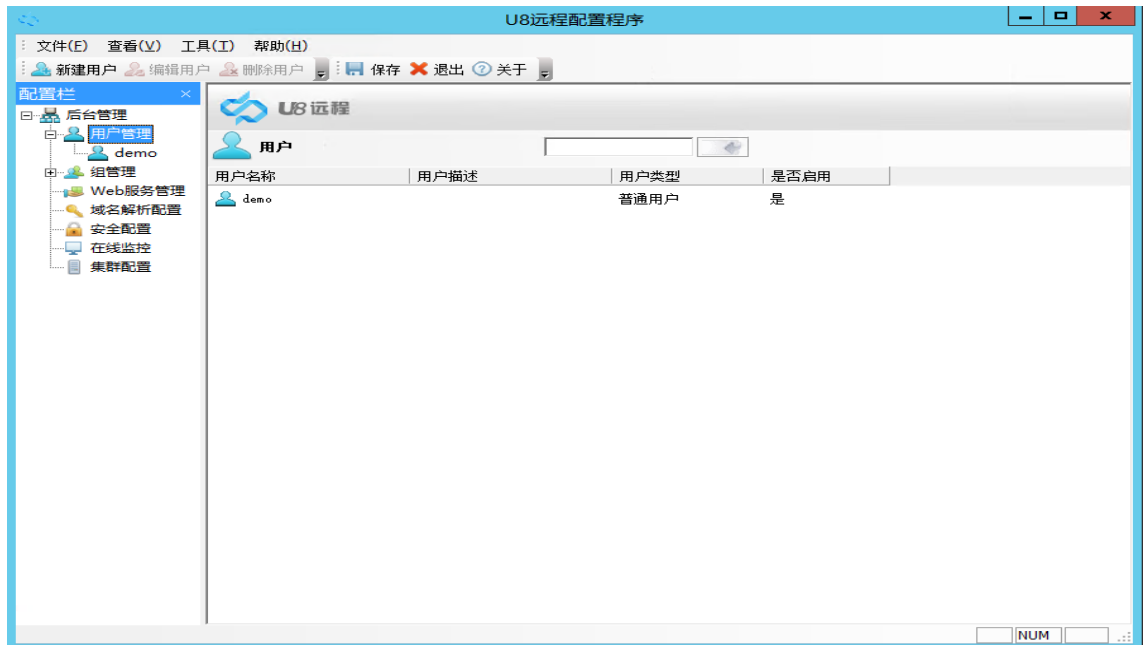 U8远程配置程序
文件(F) 查看(V) 工具(T) 帮助(H)
新建用户 编辑用户 删除用户 保存 退出 关于
配置栏
后台管理
用户管理
demo
组管理
Web服务管理
域名解析配置
安全配置
在线监控
集群配置
U8远程
用户
用户名称 用户描述 用户类型 是否启用
demo 普通用户 是
NUM